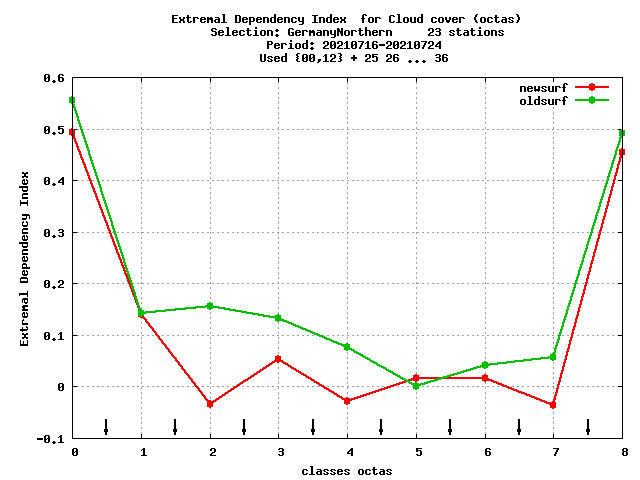 Extremal Dependency Index  for Cloud cover (octas)
Selection: GermanyNorthern     23 stations
Period: 20210716-20210724
Used {00,12} + 25 26 ... 36
newsurf
oldsurf
0.6
0.5
0.4
0.3
0.2
0.1
0
-0.1
Extremal Dependency Index
0 1 2 3 4 5 6 7 8
classes octas